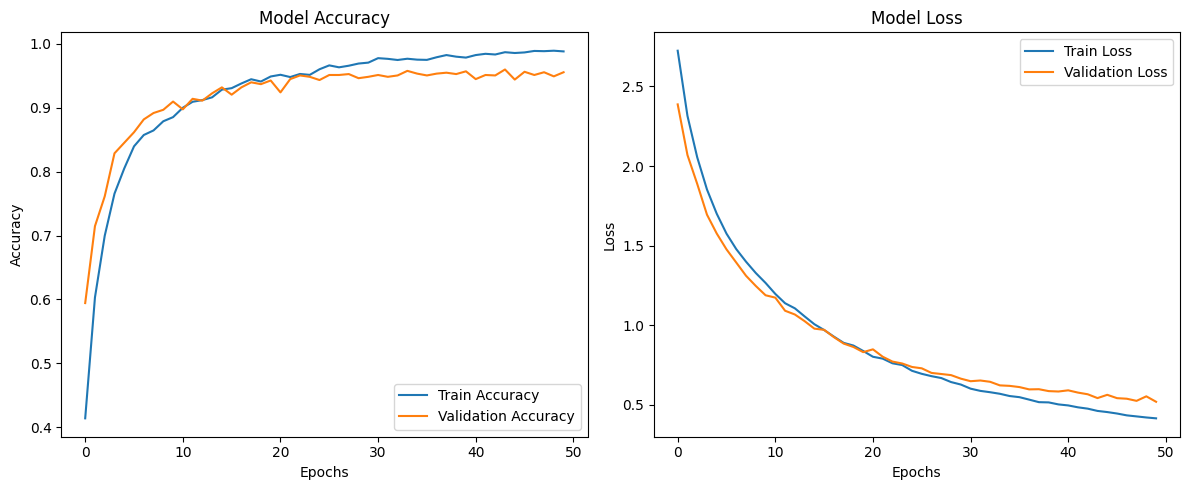 Model Accuracy
Accuracy
1.0
0.9
0.8
0.7
0.6
0.5
0.4
0 10 20 30 40 50
Epochs
Train Accuracy
Validation Accuracy
Model Loss
Loss
2.5
2.0
1.5
1.0
0.5
0 10 20 30 40 50
Epochs
Train Loss
Validation Loss